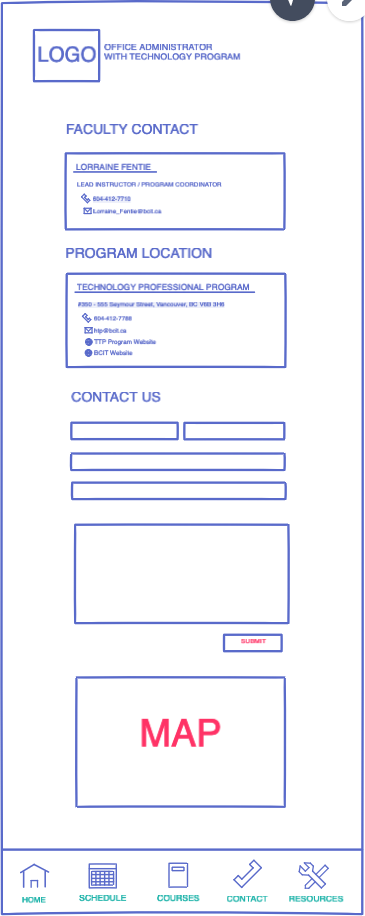 LOGO
OFFICE ADMINISTRATOR
WITH TECHNOLOGY PROGRAM
FACULTY CONTACT
LORRAINE FENTIE
LEAD INSTRUCTOR / PROGRAM COORDINATOR
604-412-7710
Lorraine_Fentie@bcit.ca
PROGRAM LOCATION
TECHNOLOGY PROFESSIONAL PROGRAM
#350 - 555 Seymour Street, Vancouver, BC V6B 3H6
604-412-7788
htp@bcit.ca
TTP Program Website
BCIT Website
CONTACT US
SUBMIT
MAP
HOME
SCHEDULE
COURSES
CONTACT
RESOURCES